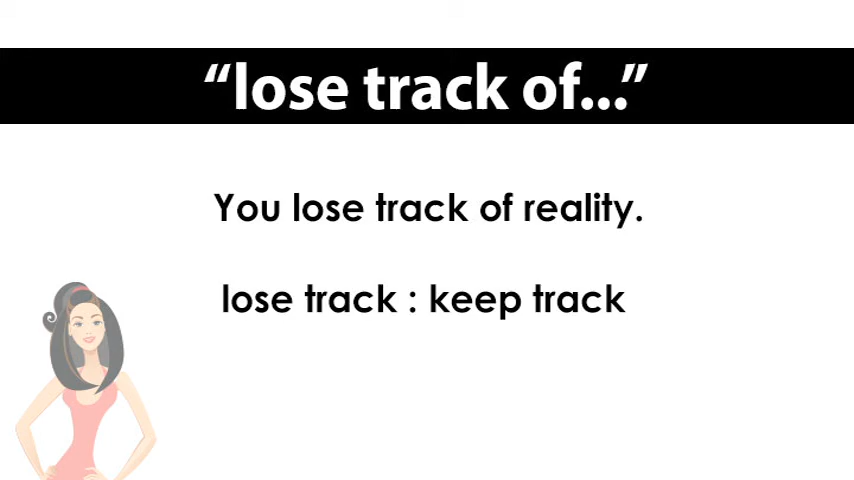 “lose track of...”
You lose track of reality.
lose track : keep track